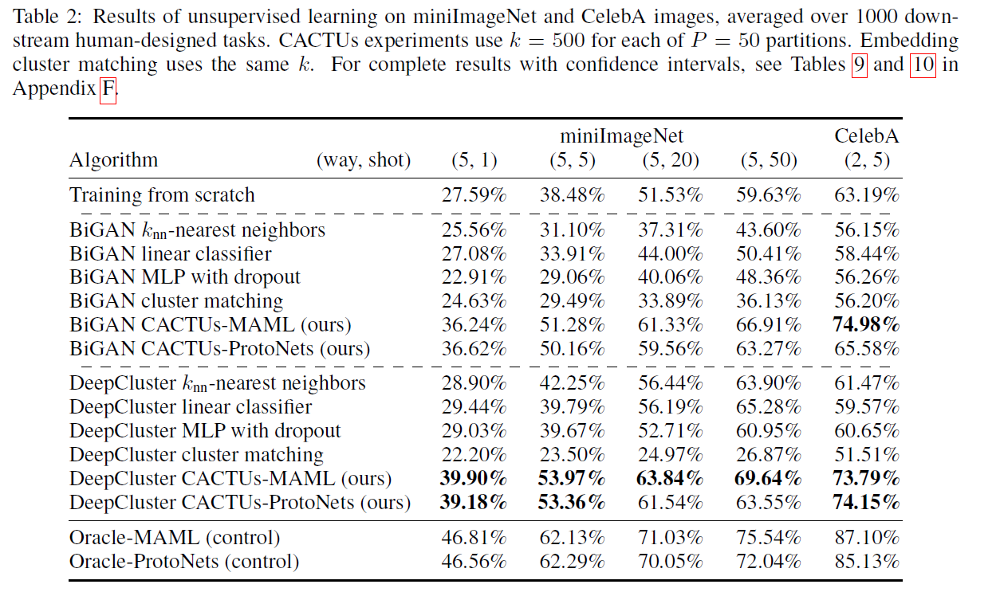 Table 2: Results of unsupervised learning on miniImageNet and CelebA images, averaged over 1000 down-
stream human-designed tasks. CACTUs experiments use k = 500 for each of P = 50 partitions. Embedding
cluster matching uses the same k. For complete results with confidence intervals, see Tables 9 and 10 in
Appendix F.
miniImageNet CelebA
Algorithm (way, shot) (5, 1) (5, 5) (5, 20) (5, 50) (2, 5)
Training from scratch 27.59% 38.48% 51.53% 59.63% 63.19%
BiGAN knn-nearest neighbors 25.56% 31.10% 37.31% 43.60% 56.15%
BiGAN linear classifier 27.08% 33.91% 44.00% 50.41% 58.44%
BiGAN MLP with dropout 22.91% 29.06% 40.06% 48.36% 56.26%
BiGAN cluster matching 24.63% 29.49% 33.89% 36.13% 56.20%
BiGAN CACTUs-MAML (ours) 36.24% 51.28% 61.33% 66.91% 74.98%
BiGAN CACTUs-ProtoNets (ours) 36.62% 50.16% 59.56% 63.27% 65.58%
DeepCluster knn-nearest neighbors 28.90% 42.25% 56.44% 63.90% 61.47%
DeepCluster linear classifier 29.44% 39.79% 56.19% 65.28% 59.57%
DeepCluster MLP with dropout 29.03% 39.67% 52.71% 60.95% 60.65%
DeepCluster cluster matching 22.20% 23.50% 24.97% 26.87% 51.51%
DeepCluster CACTUs-MAML (ours) 39.90% 53.97% 63.84% 69.64% 73.79%
DeepCluster CACTUs-ProtoNets (ours) 39.18% 53.36% 61.54% 63.55% 74.15%
Oracle-MAML (control) 46.81% 62.13% 71.03% 75.54% 87.10%
Oracle-ProtoNets (control) 46.56% 62.29% 70.05% 72.04% 85.13%